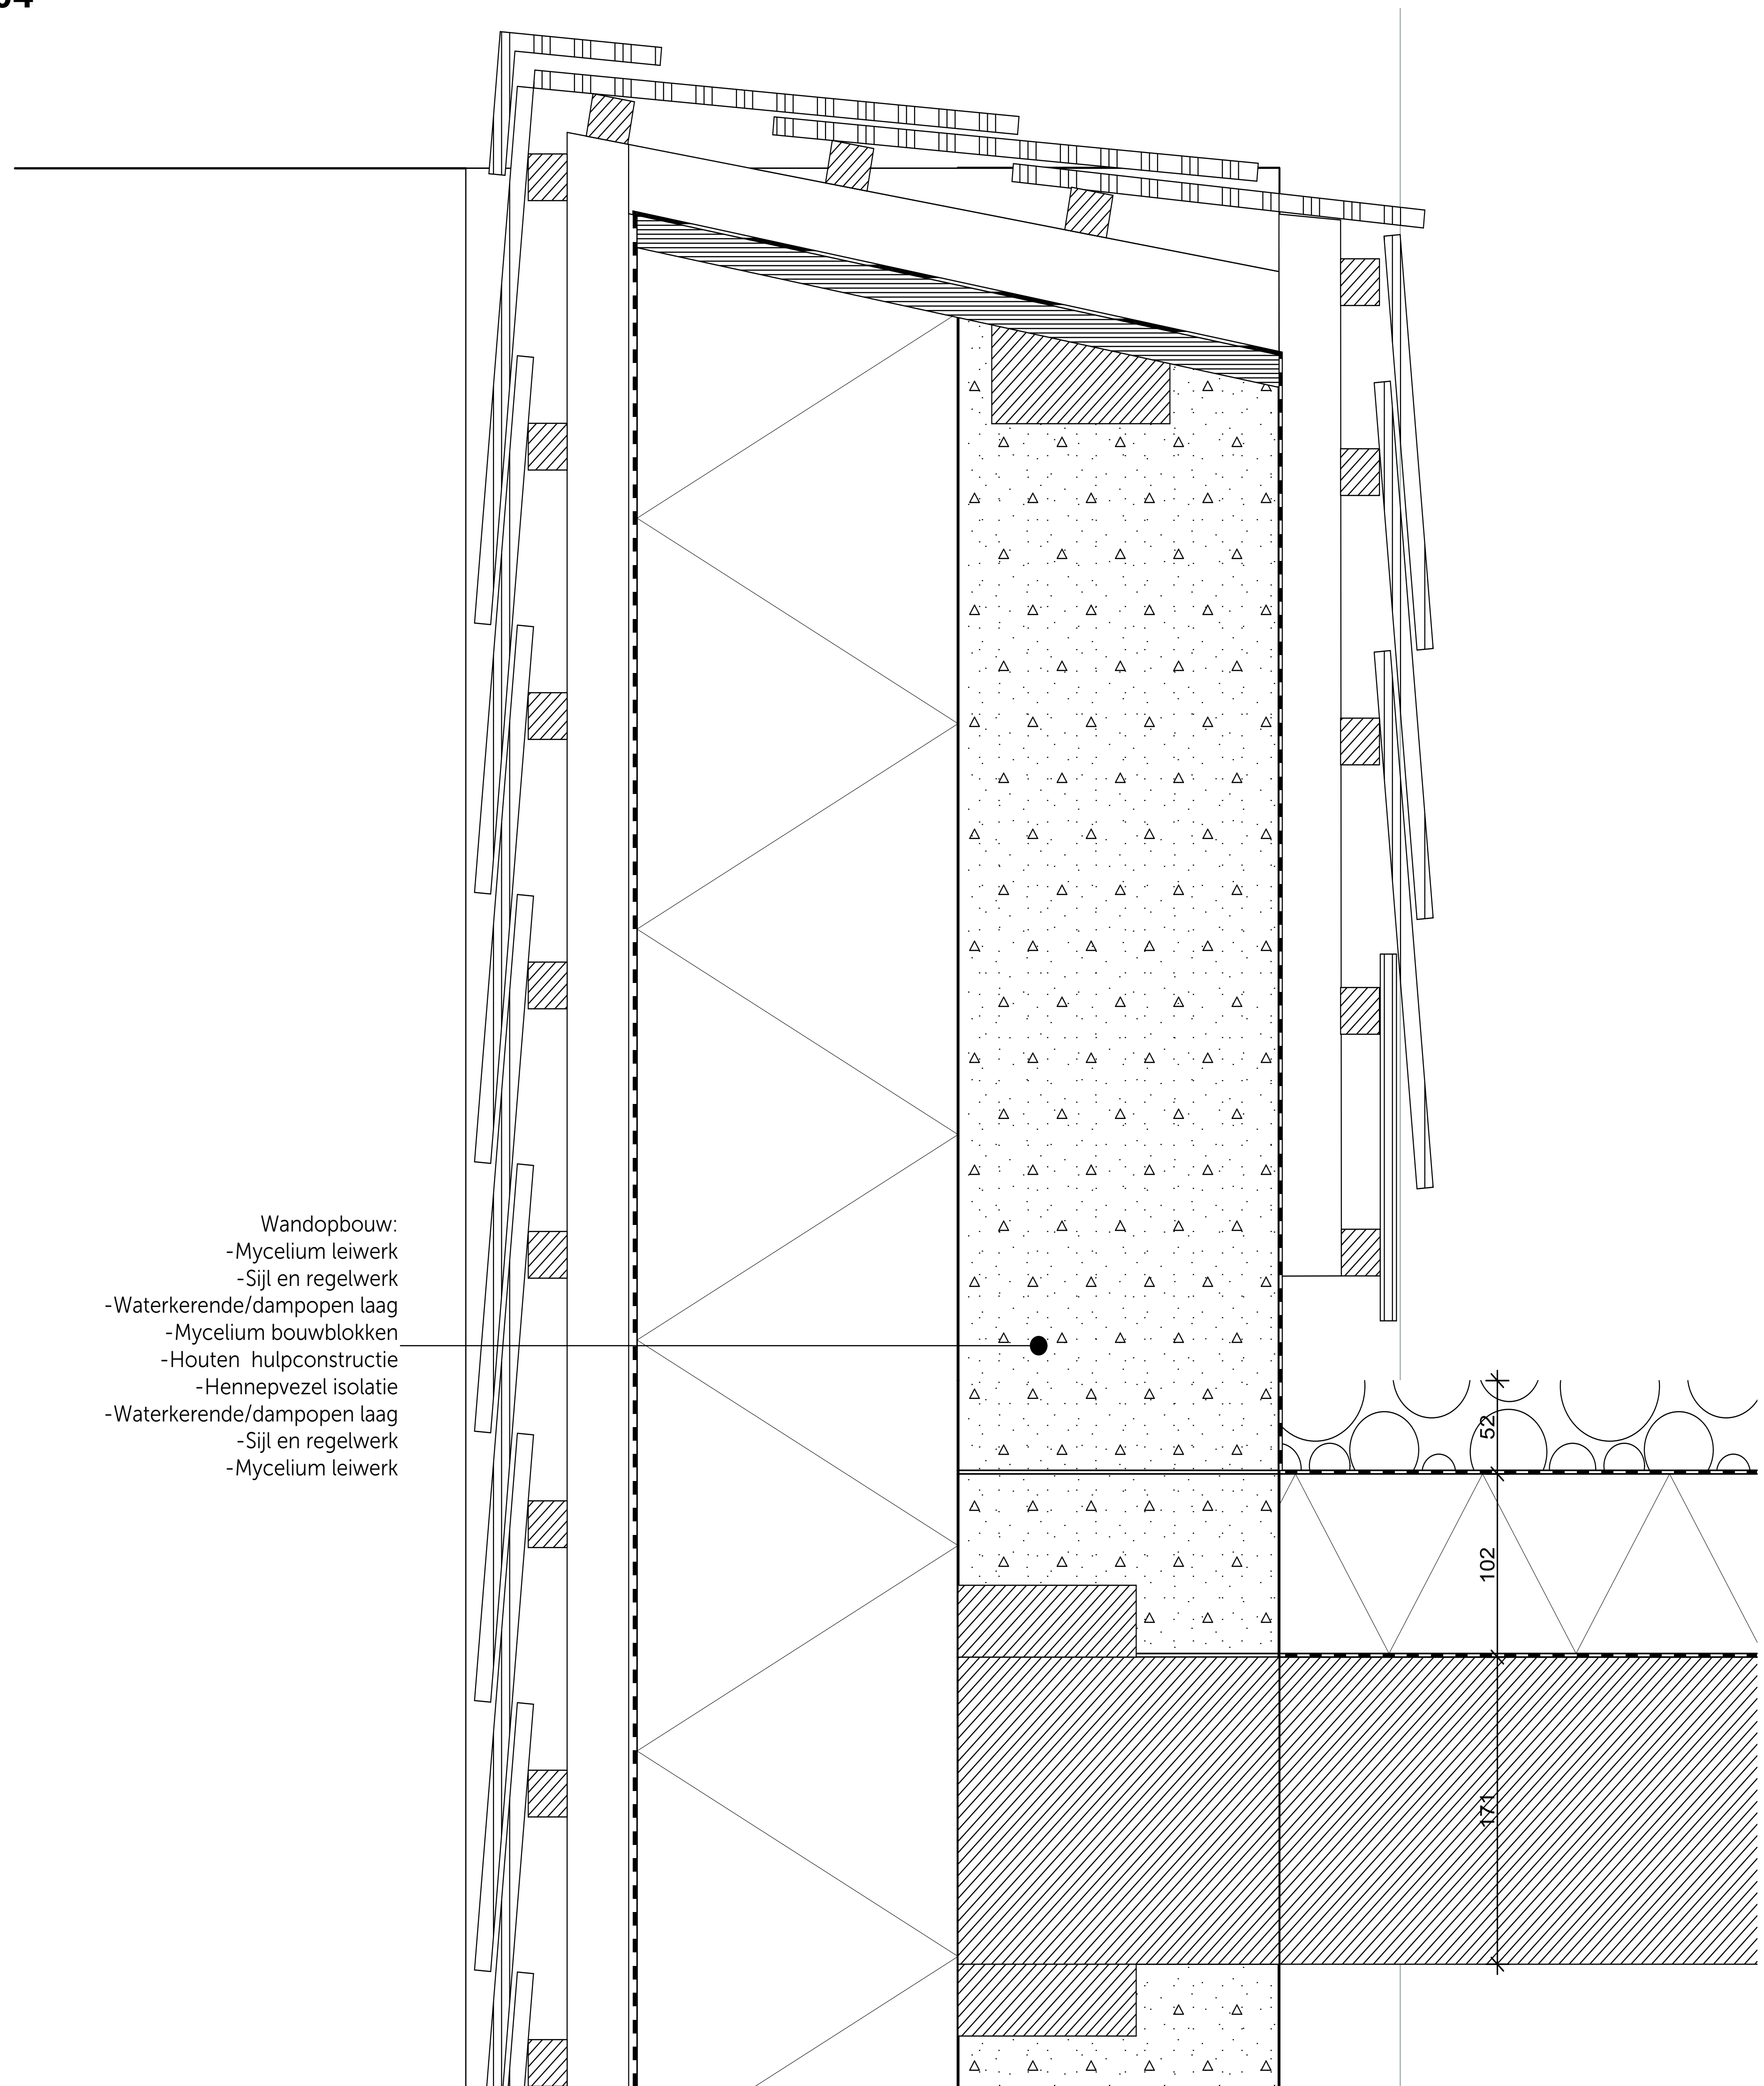 Wandopbouw:
-Mycelium leiwerk
-Sijl en regelwerk
-Waterkerende/dampopen laag
-Mycelium bouwblokken
-Houten  hulpconstructie
-Hennepvezel isolatie
-Waterkerende/dampopen laag
-Sijl en regelwerk
-Mycelium leiwerk
52
102
171